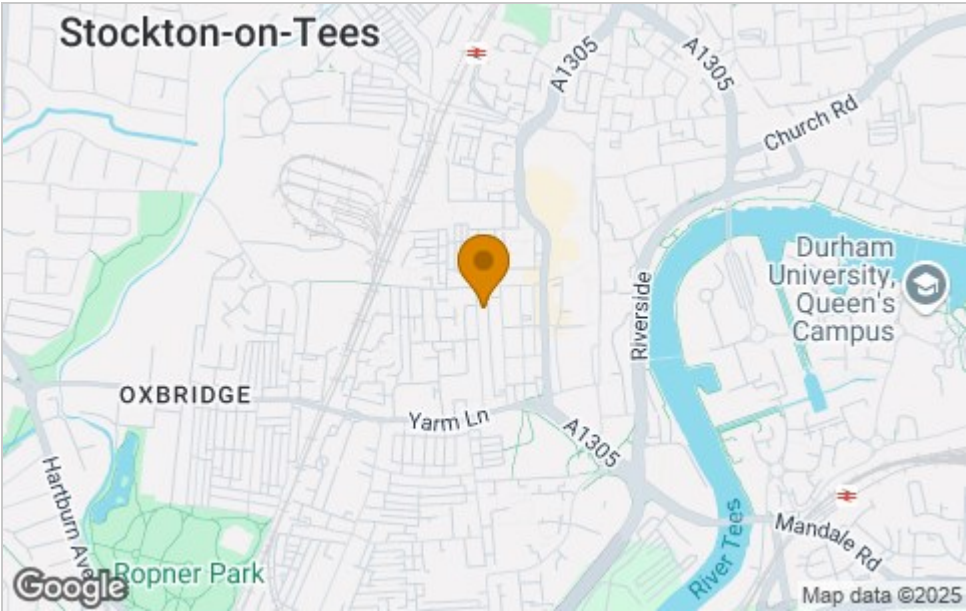 Stockton-on-Tees
A1305
A1305
Church Rd
Durham
University,
Queen's
Campus
Riverside
OXBRIDGE
Yarm Ln
A1305
Hartburn Ave
Ropner Park
River Tees
Mandale Rd
Google
Map data ©2025